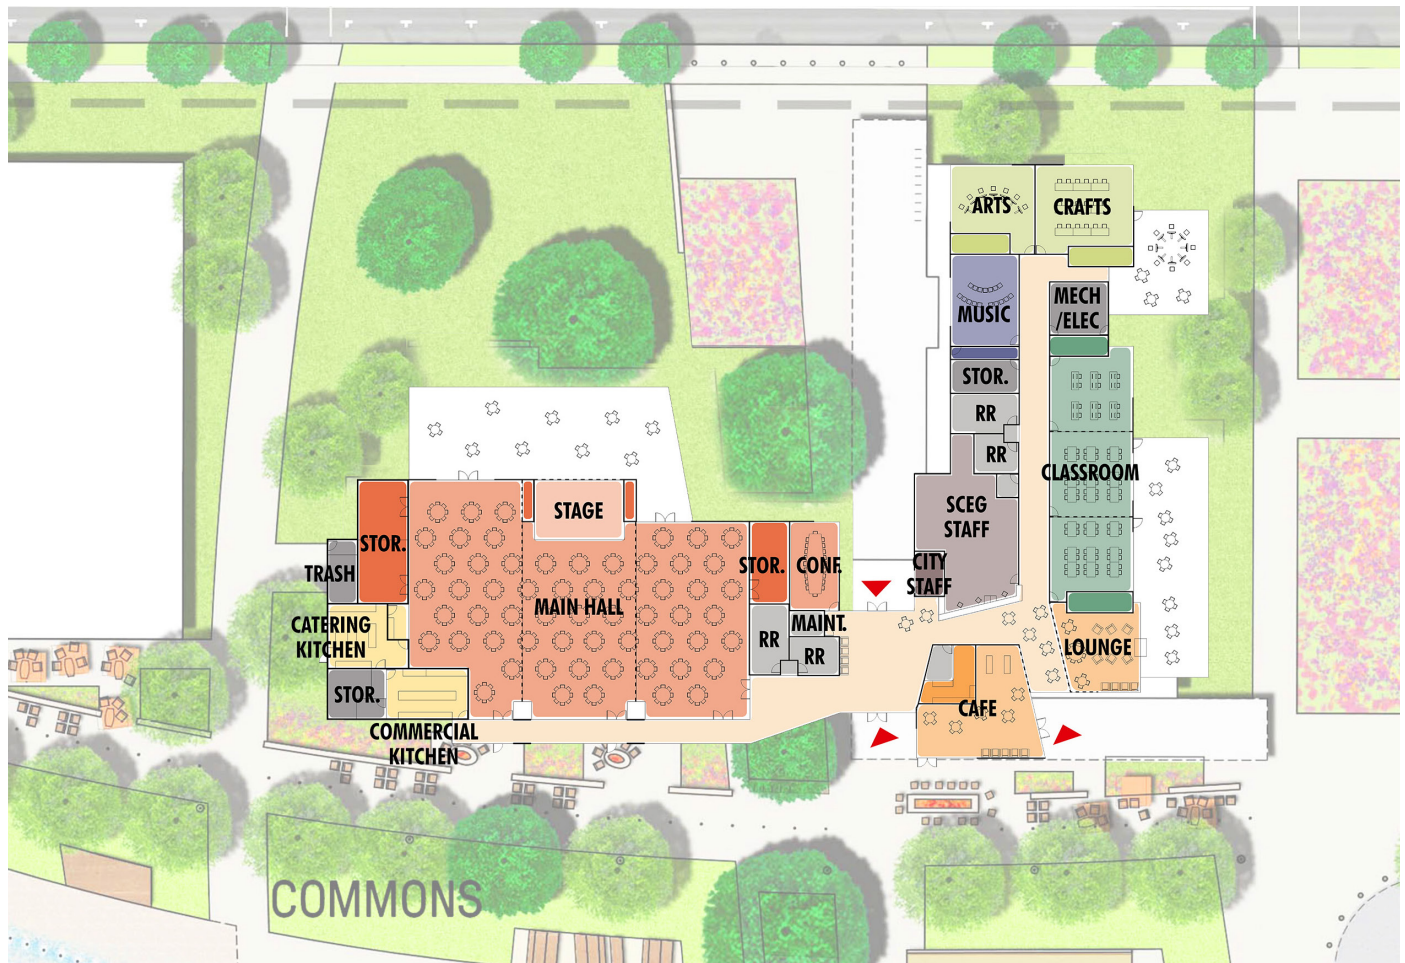 ARTS
CRAFTS
MUSIC
MECH
/ELEC
STOR.
RR
RR
CLASSROOM
SCEG
STAFF
CITY
STAFF
STAGE
STOR.
STOR.
CONF.
TRASH
MAIN HALL
CATERING
KITCHEN
MAINT.
RR
RR
LOUNGE
STOR.
CAFE
COMMERCIAL
KITCHEN
COMMONS